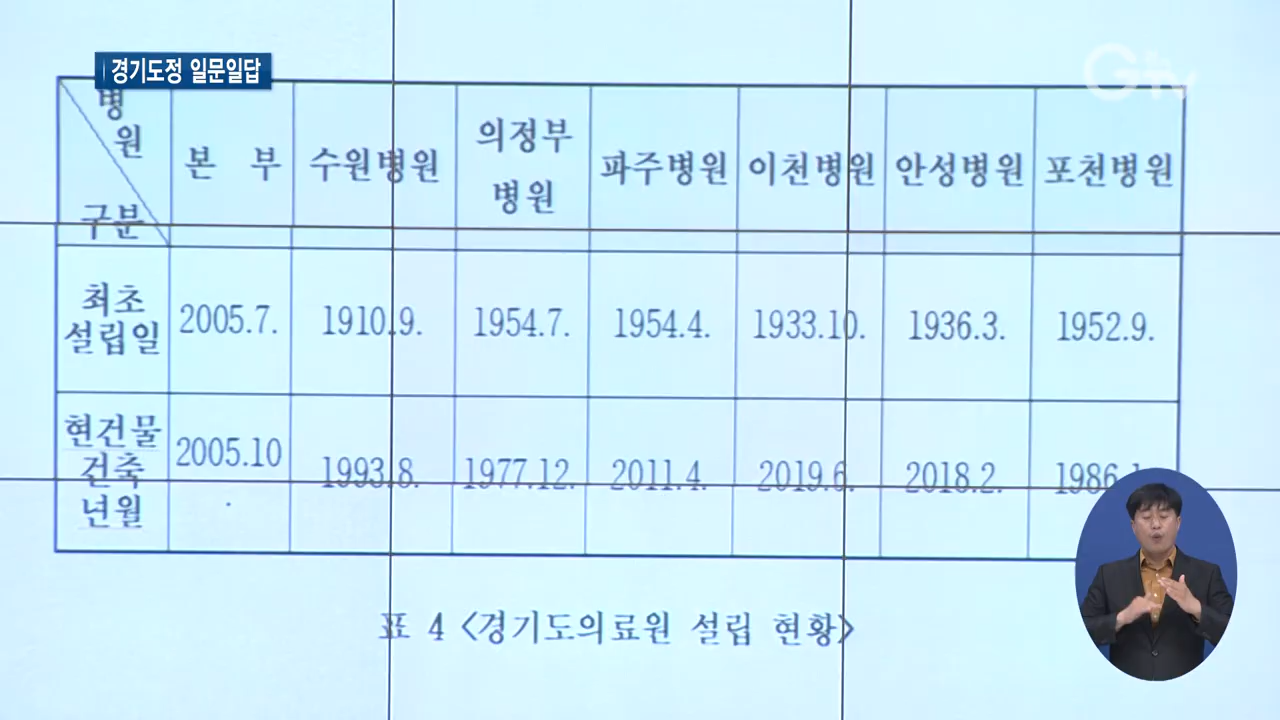 경기도정 일문일답
GTV
병
원
구분
본 부
수원병원
의정부
병원
파주병원
이천병원
안성병원
포천병원
최초
설립일
2005.7.
1910.9.
1954.7.
1954.4.
1933.10.
1936.3.
1952.9.
현건물
건축
년월
2005.10
.
1993.8.
1977.12.
2011.4.
2019.6.
2018.2.
1986.1.
표 4 <경기도의료원 설립 현황>